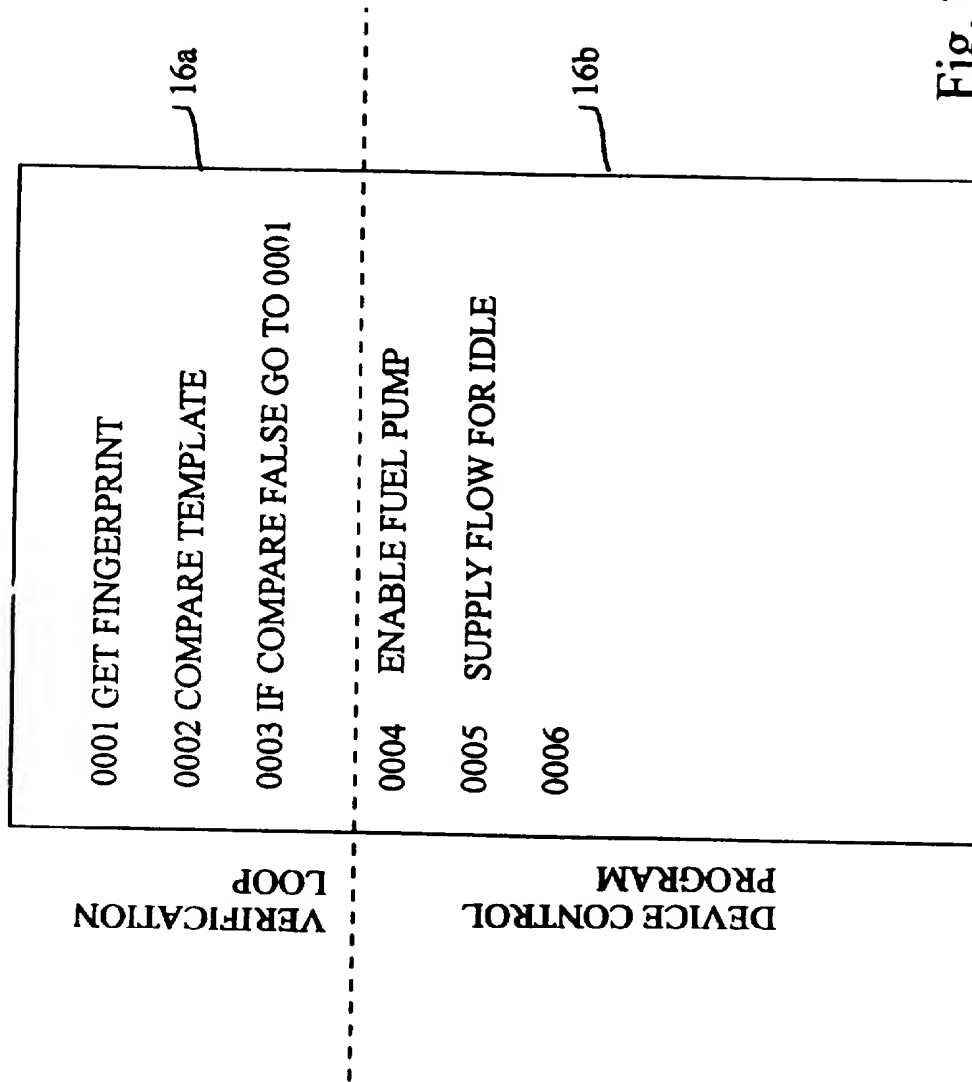 VERIFICATION
LOOP
0001 GET FINGERPRINT
0002 COMPARE TEMPLATE
0003 IF COMPARE FALSE GO TO 0001
16a
DEVICE CONTROL
PROGRAM
0004 ENABLE FUEL PUMP
0005 SUPPLY FLOW FOR IDLE
0006
16b
Fig.